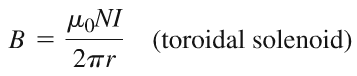 B = μ₀NI / 2πr (toroidal solenoid)